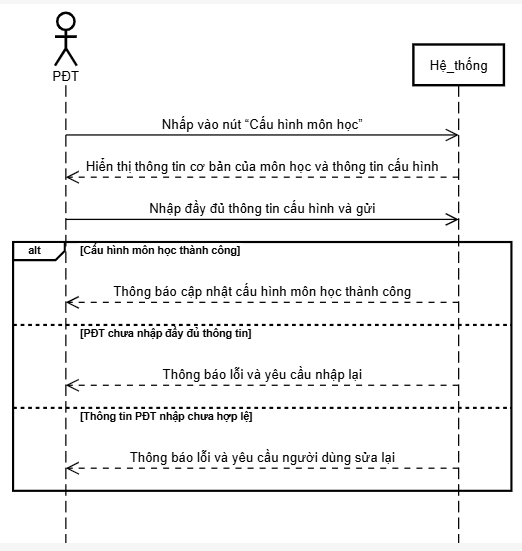 PĐT
Hệ_thống
Nhấp vào nút “Cấu hình môn học”
Hiển thị thông tin cơ bản của môn học và thông tin cấu hình
Nhập đầy đủ thông tin cấu hình và gửi
alt
[Cấu hình môn học thành công]
Thông báo cập nhật cấu hình môn học thành công
[PĐT chưa nhập đầy đủ thông tin]
Thông báo lỗi và yêu cầu nhập lại
[Thông tin PĐT nhập chưa hợp lệ]
Thông báo lỗi và yêu cầu người dùng sửa lại